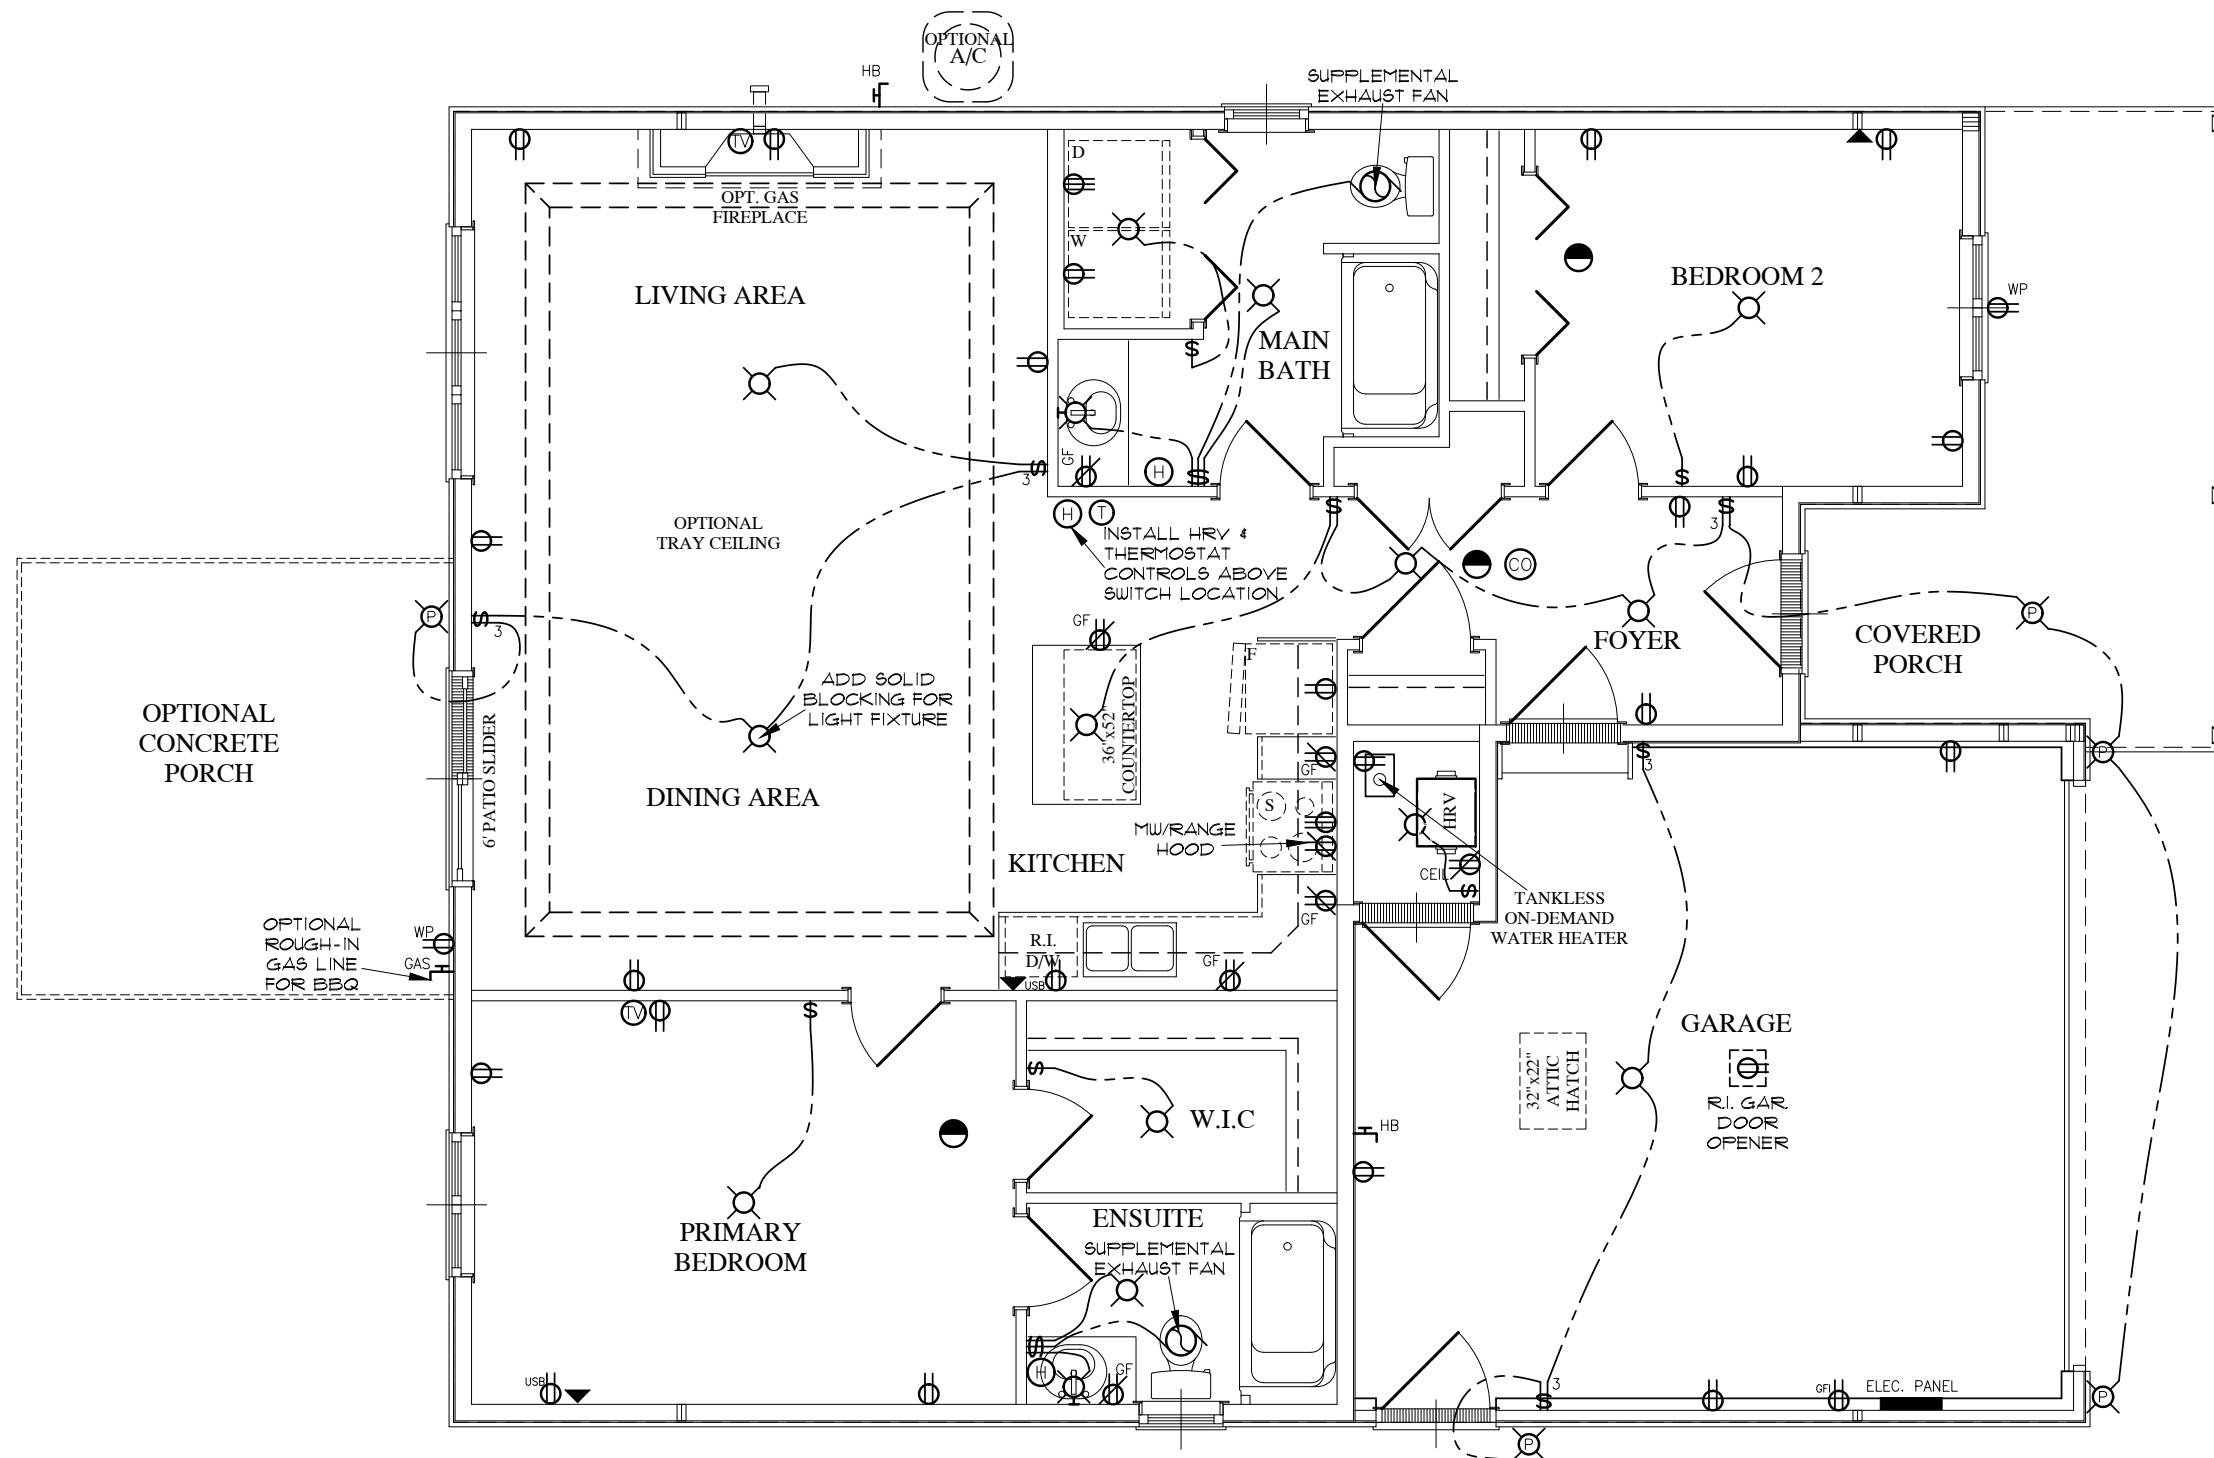 OPTIONAL
A/C
HB
SUPPLEMENTAL
EXHAUST FAN
TV
D
OPT. GAS
FIREPLACE
W
LIVING AREA
BEDROOM 2
WP
MAIN
BATH
GF
H
3
H
T
3
OPTIONAL
TRAY CEILING
INSTALL HRV &
THERMOSTAT
CONTROLS ABOVE
SWITCH LOCATION
CO
P
3
GF
P
FOYER
COVERED
PORCH
F
ADD SOLID
BLOCKING FOR
LIGHT FIXTURE
36"x52"
COUNTERTOP
OPTIONAL
CONCRETE
PORCH
6' PATIO SLIDER
P
3
GF
DINING AREA
S
HRV
MW/RANGE
HOOD
KITCHEN
CEIL
TANKLESS
ON-DEMAND
WATER HEATER
GF
OPTIONAL
ROUGH-IN
GAS LINE
FOR BBQ
WP
GAS
R.I.
D/W
USB
GF
TV
GARAGE
32"x22"
ATTIC
HATCH
R.I. GAR.
DOOR
OPENER
HB
W.I.C
PRIMARY
BEDROOM
ENSUITE
SUPPLEMENTAL
EXHAUST FAN
USB
H
GF
3
GFI
ELEC. PANEL
P
P